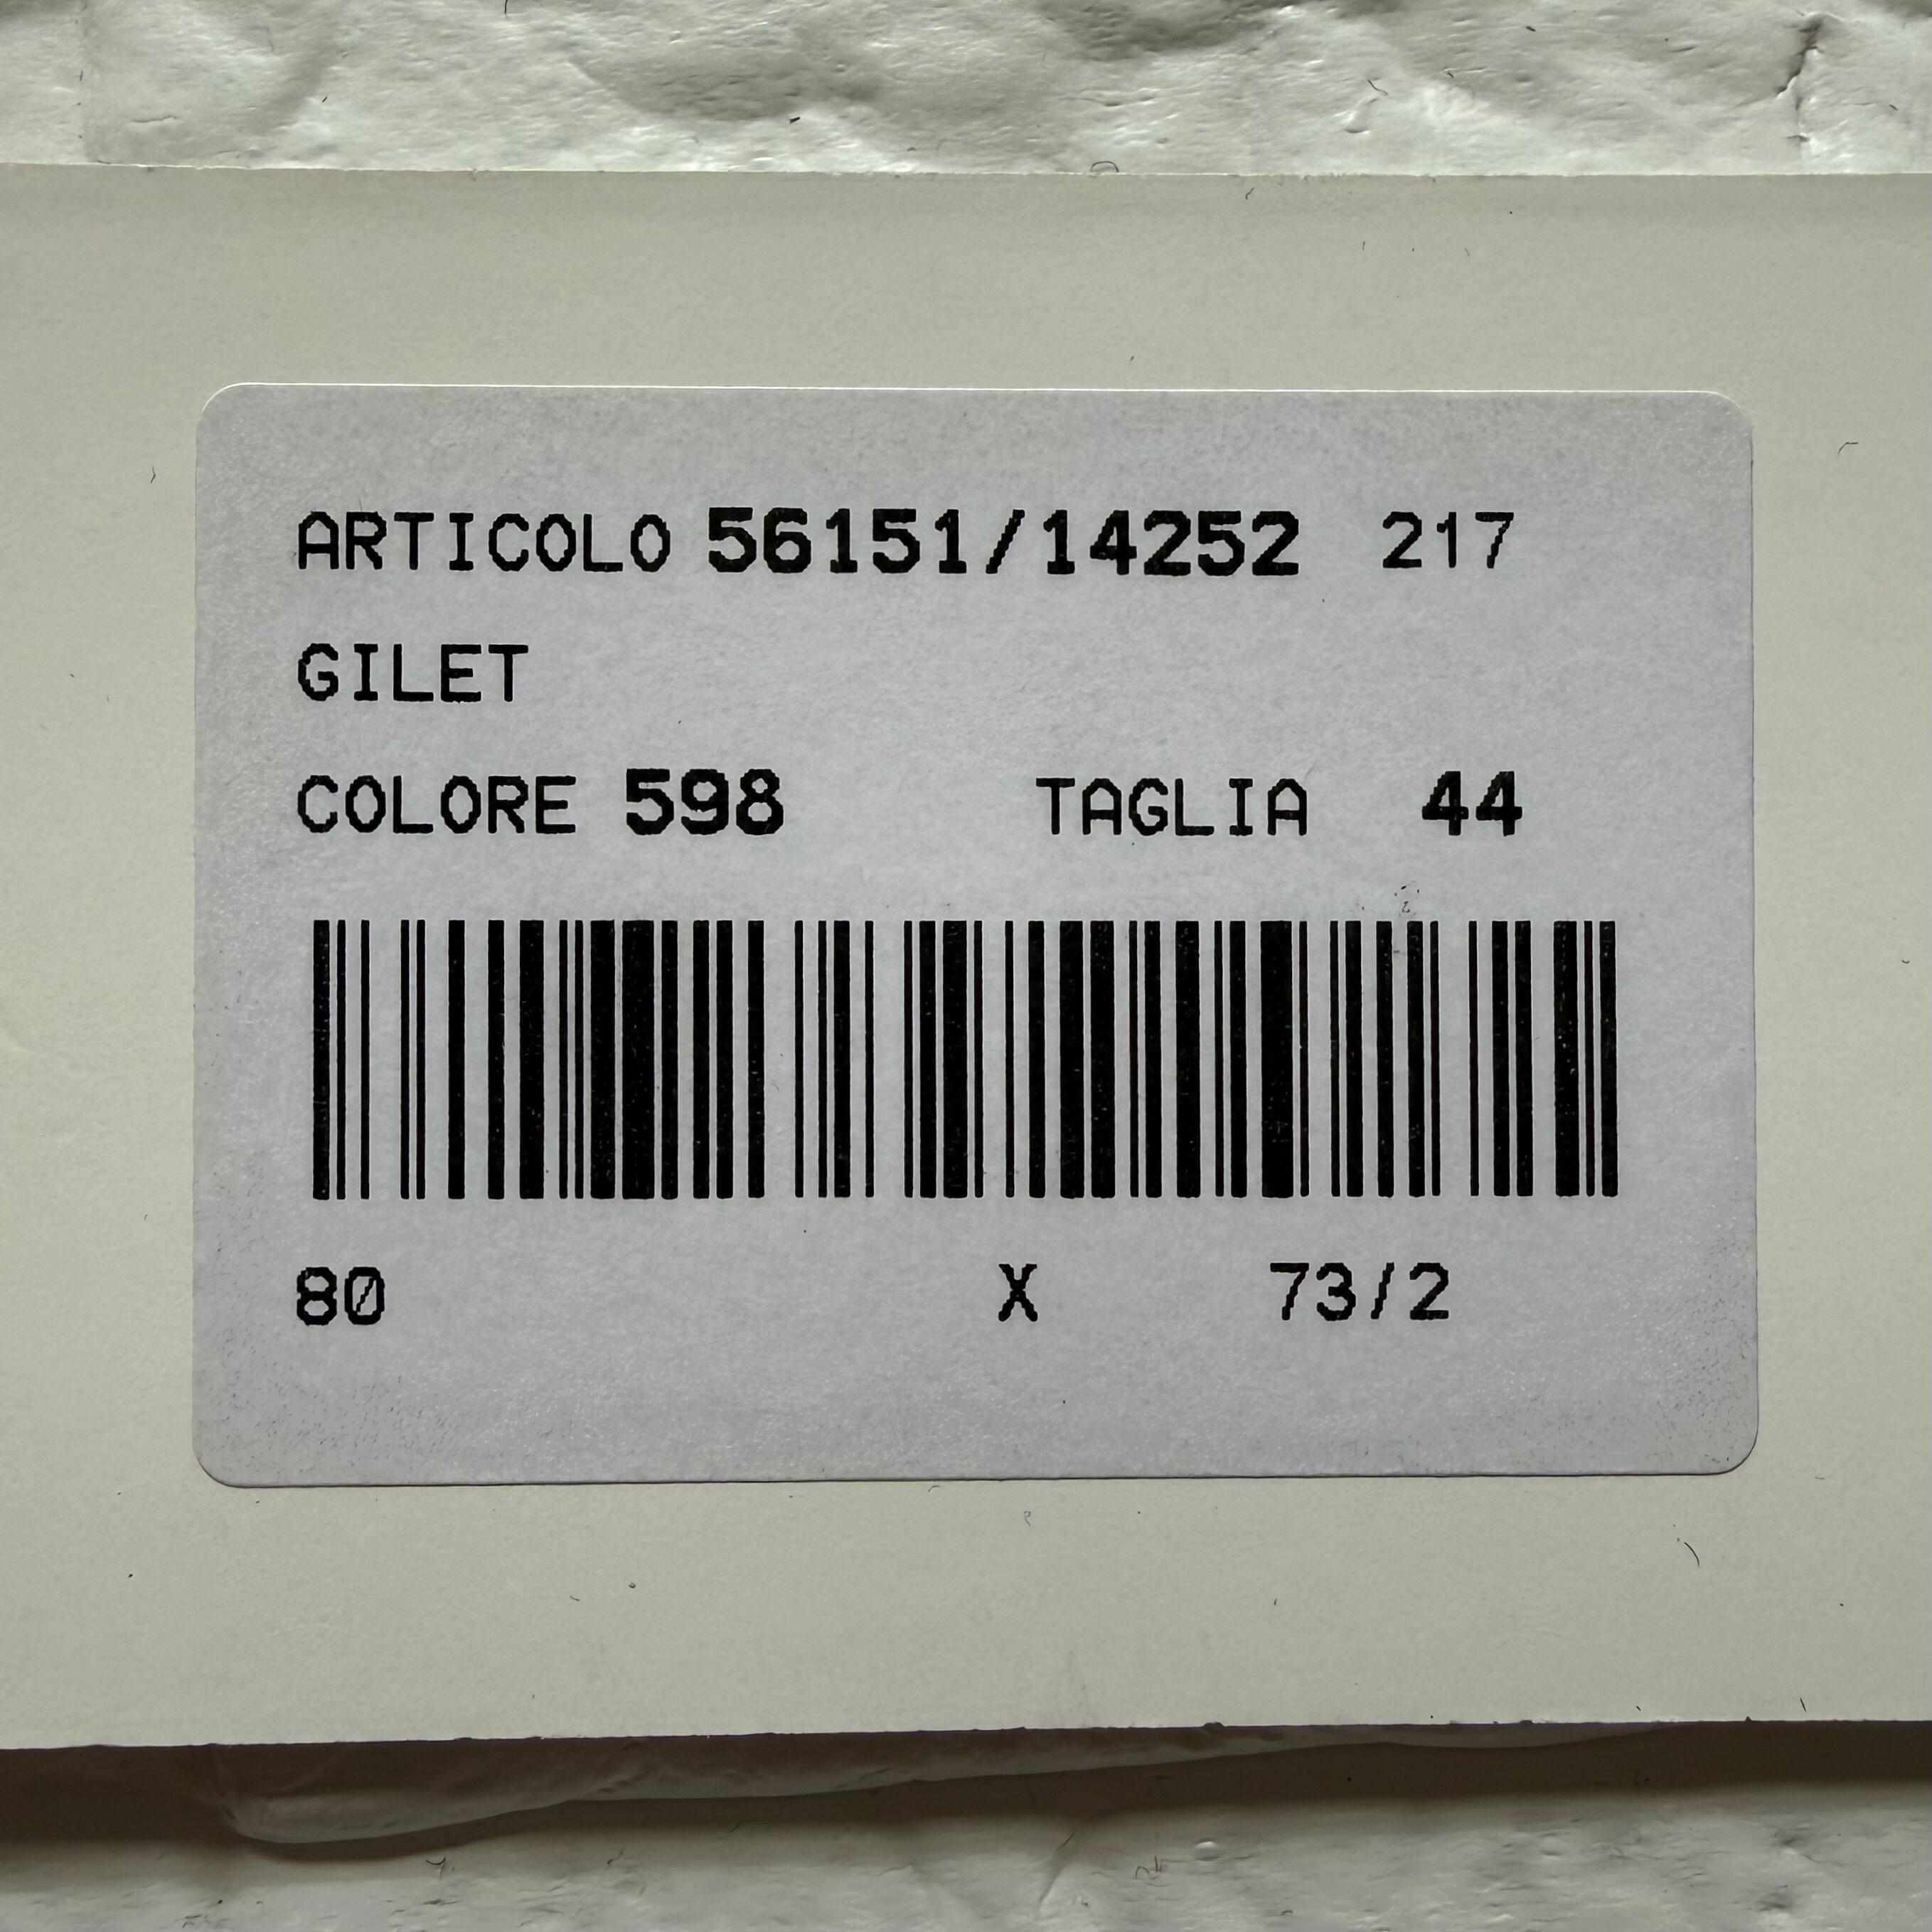 ARTICOLO 56151/14252 217
GILET
COLORE 598 TAGLIA 44
80 X 73/2